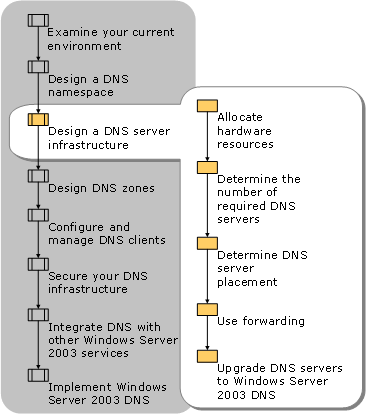 Examine your current
environment
Design a DNS
namespace
Design a DNS server
infrastructure
Design DNS zones
Configure and
manage DNS clients
Secure your DNS
infrastructure
Integrate DNS with
other Windows Server
2003 services
Implement Windows
Server 2003 DNS
Allocate
hardware
resources
Determine the
number of
required DNS
servers
Determine DNS
server
placement
Use forwarding
Upgrade DNS servers
to Windows Server
2003 DNS